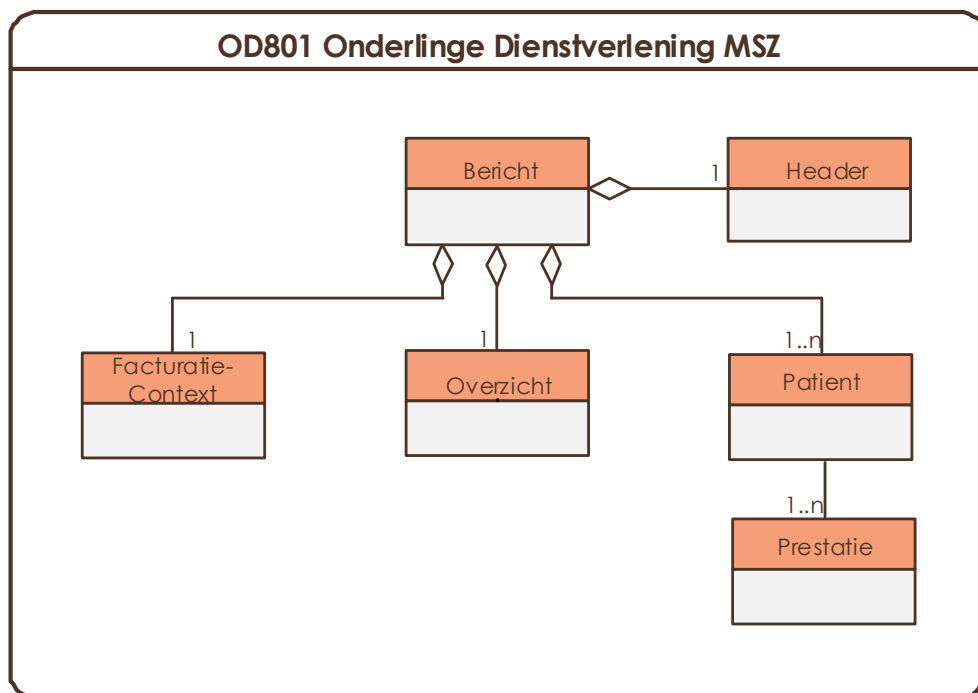 OD801 Onderlinge Dienstverlening MSZ
Bericht
1
Header
1
1
1..n
Facturatie-
Context
Overzicht
Patient
1..n
Prestatie